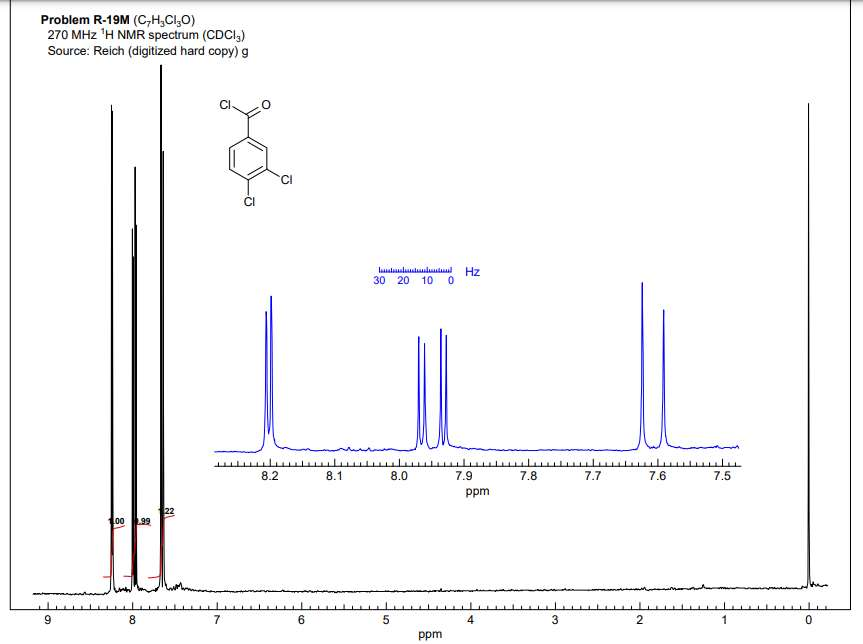 Problem R-19M (C₇H₃Cl₃O)
270 MHz ¹H NMR spectrum (CDCl₃)
Source: Reich (digitized hard copy) g
Cl
O
Cl
Cl
Hz
30 20 10 0
8.2 8.1 8.0 7.9 7.8 7.7 7.6 7.5
ppm
1.00 .99 1.22
9 8 7 6 5 4 3 2 1 0
ppm